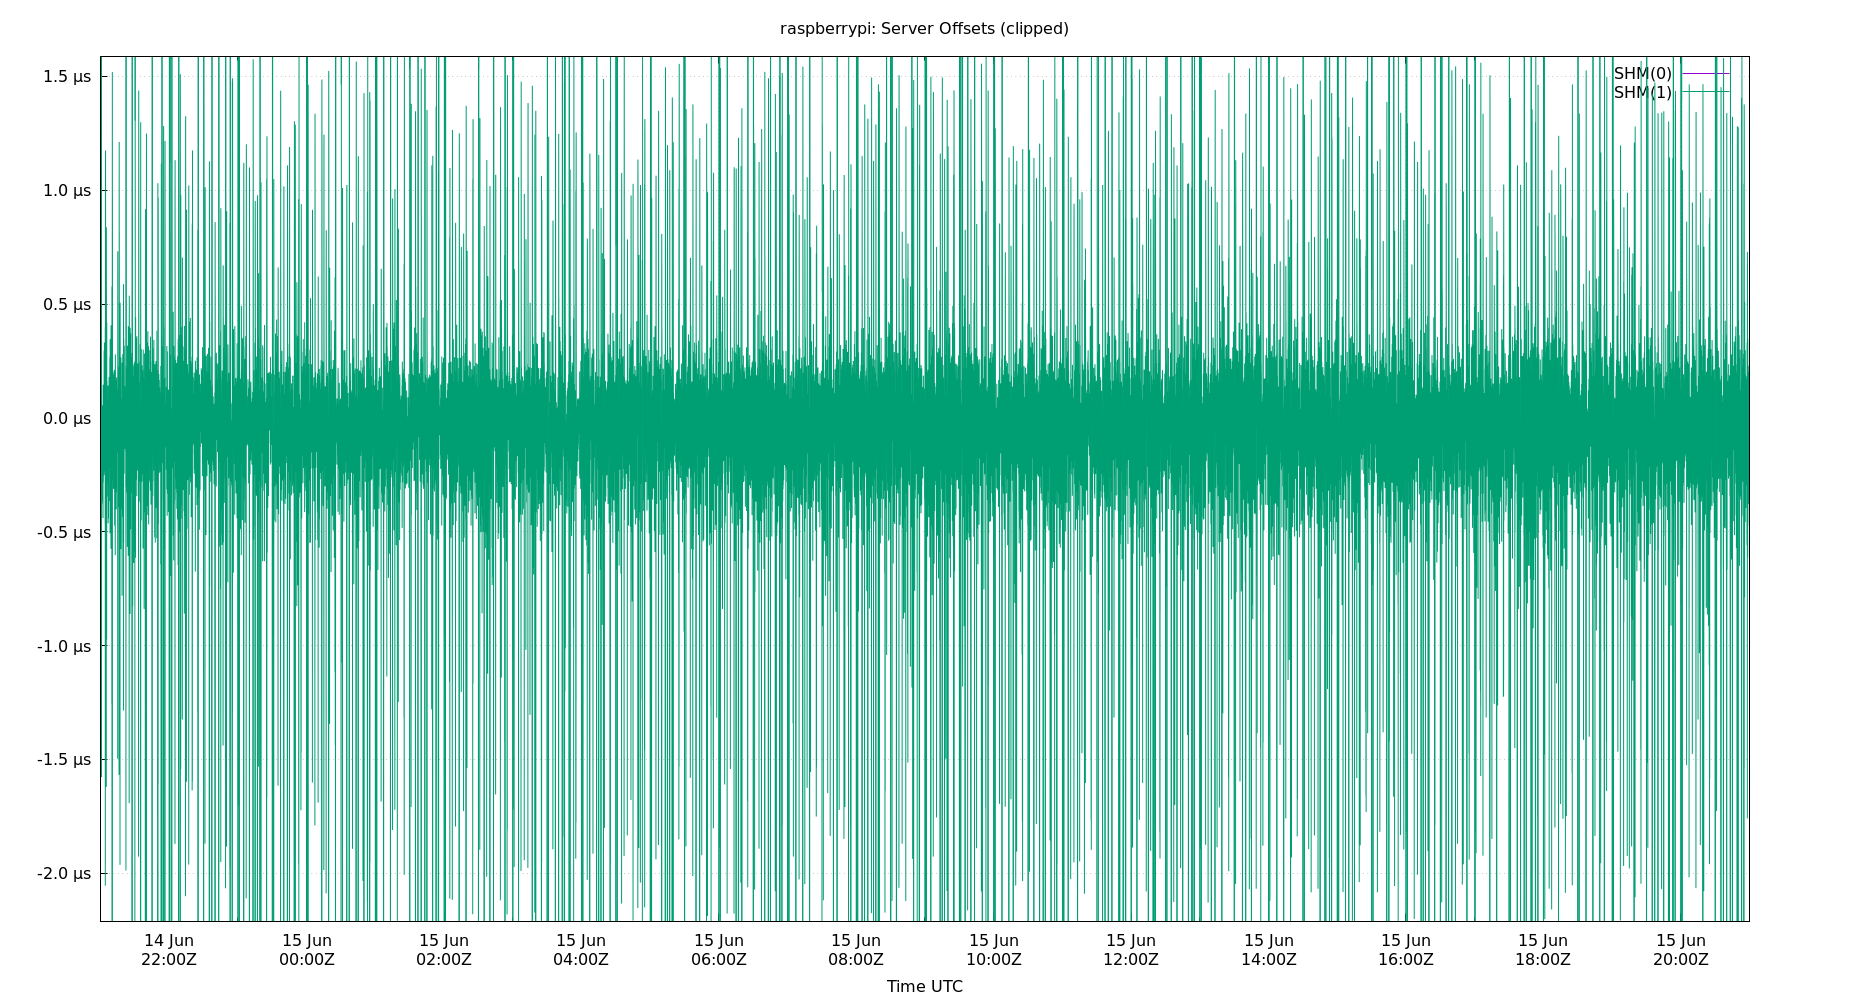 raspberrypi: Server Offsets (clipped)
SHM(0)
SHM(1)
1.5 µs
1.0 µs
0.5 µs
0.0 µs
-0.5 µs
-1.0 µs
-1.5 µs
-2.0 µs
14 Jun 15 Jun 15 Jun 15 Jun 15 Jun 15 Jun 15 Jun 15 Jun 15 Jun 15 Jun 15 Jun 15 Jun
22:00Z 00:00Z 02:00Z 04:00Z 06:00Z 08:00Z 10:00Z 12:00Z 14:00Z 16:00Z 18:00Z 20:00Z
Time UTC